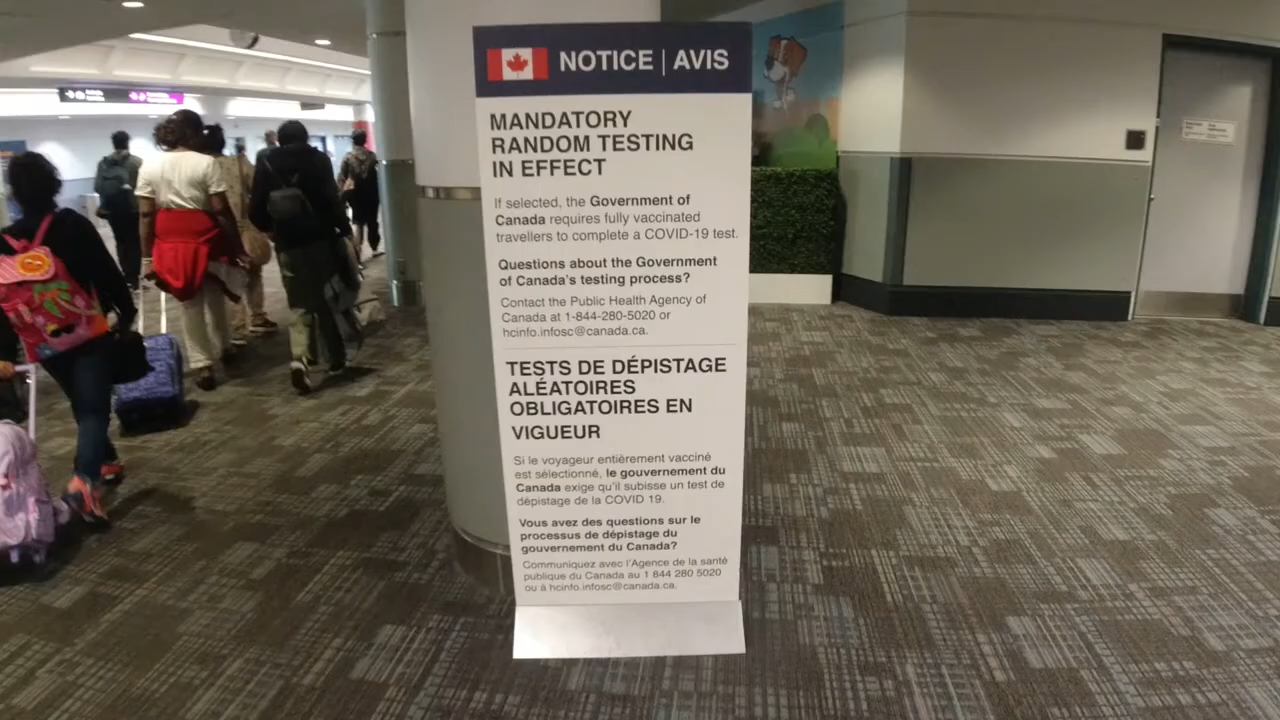 NOTICE | AVIS
MANDATORY
RANDOM TESTING
IN EFFECT
If selected, the Government of
Canada requires fully vaccinated
travellers to complete a COVID-19 test.
Questions about the Government
of Canada's testing process?
Contact the Public Health Agency of
Canada at 1-844-280-5020 or
hcinfo.infosc@canada.ca.
TESTS DE DÉPISTAGE
ALÉATOIRES
OBLIGATOIRES EN
VIGUEUR
Si le voyageur entièrement vacciné
est sélectionné, le gouvernement du
Canada exige qu'il subisse un test de
dépistage de la COVID 19.
Vous avez des questions sur le
processus de dépistage du
gouvernement du Canada?
Communiquez avec l'Agence de la santé
publique du Canada au 1 844 280 5020
ou à hcinfo.infosc@canada.ca.